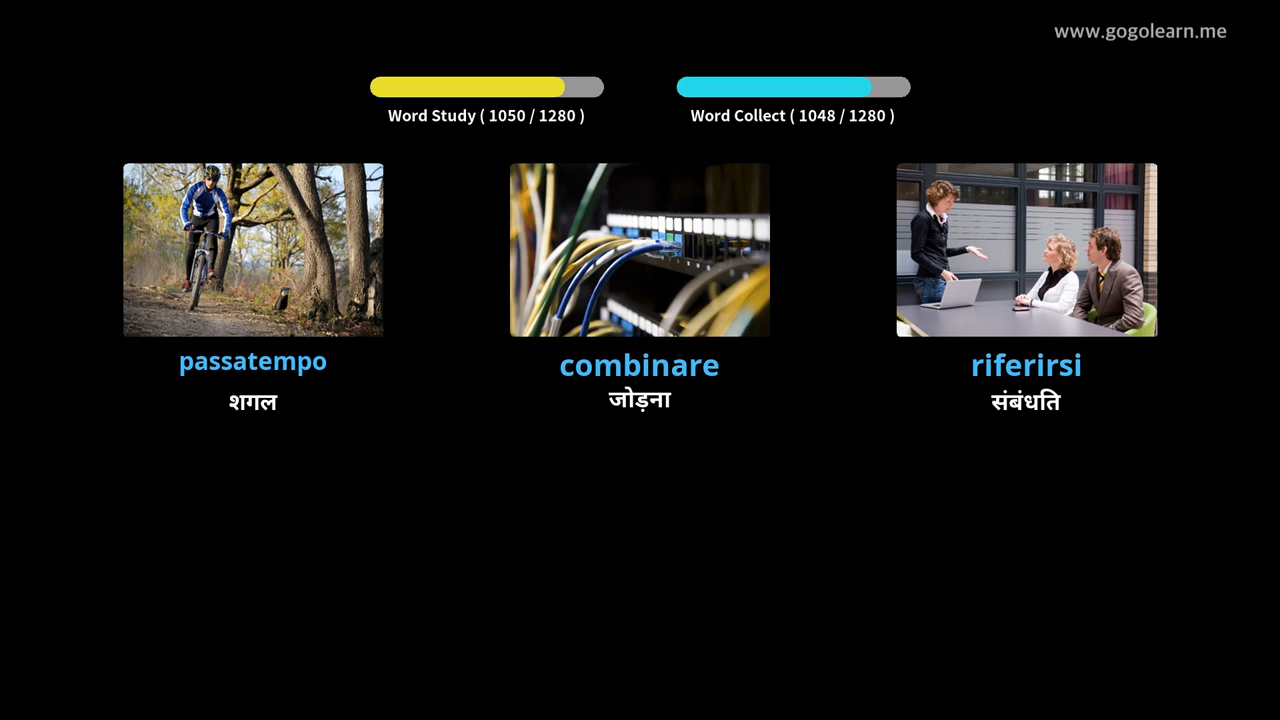 www.gogolearn.me
Word Study ( 1050 / 1280 )
Word Collect ( 1048 / 1280 )
passatempo
combinare
riferirsi
शगल
जोड़ना
संबंधति